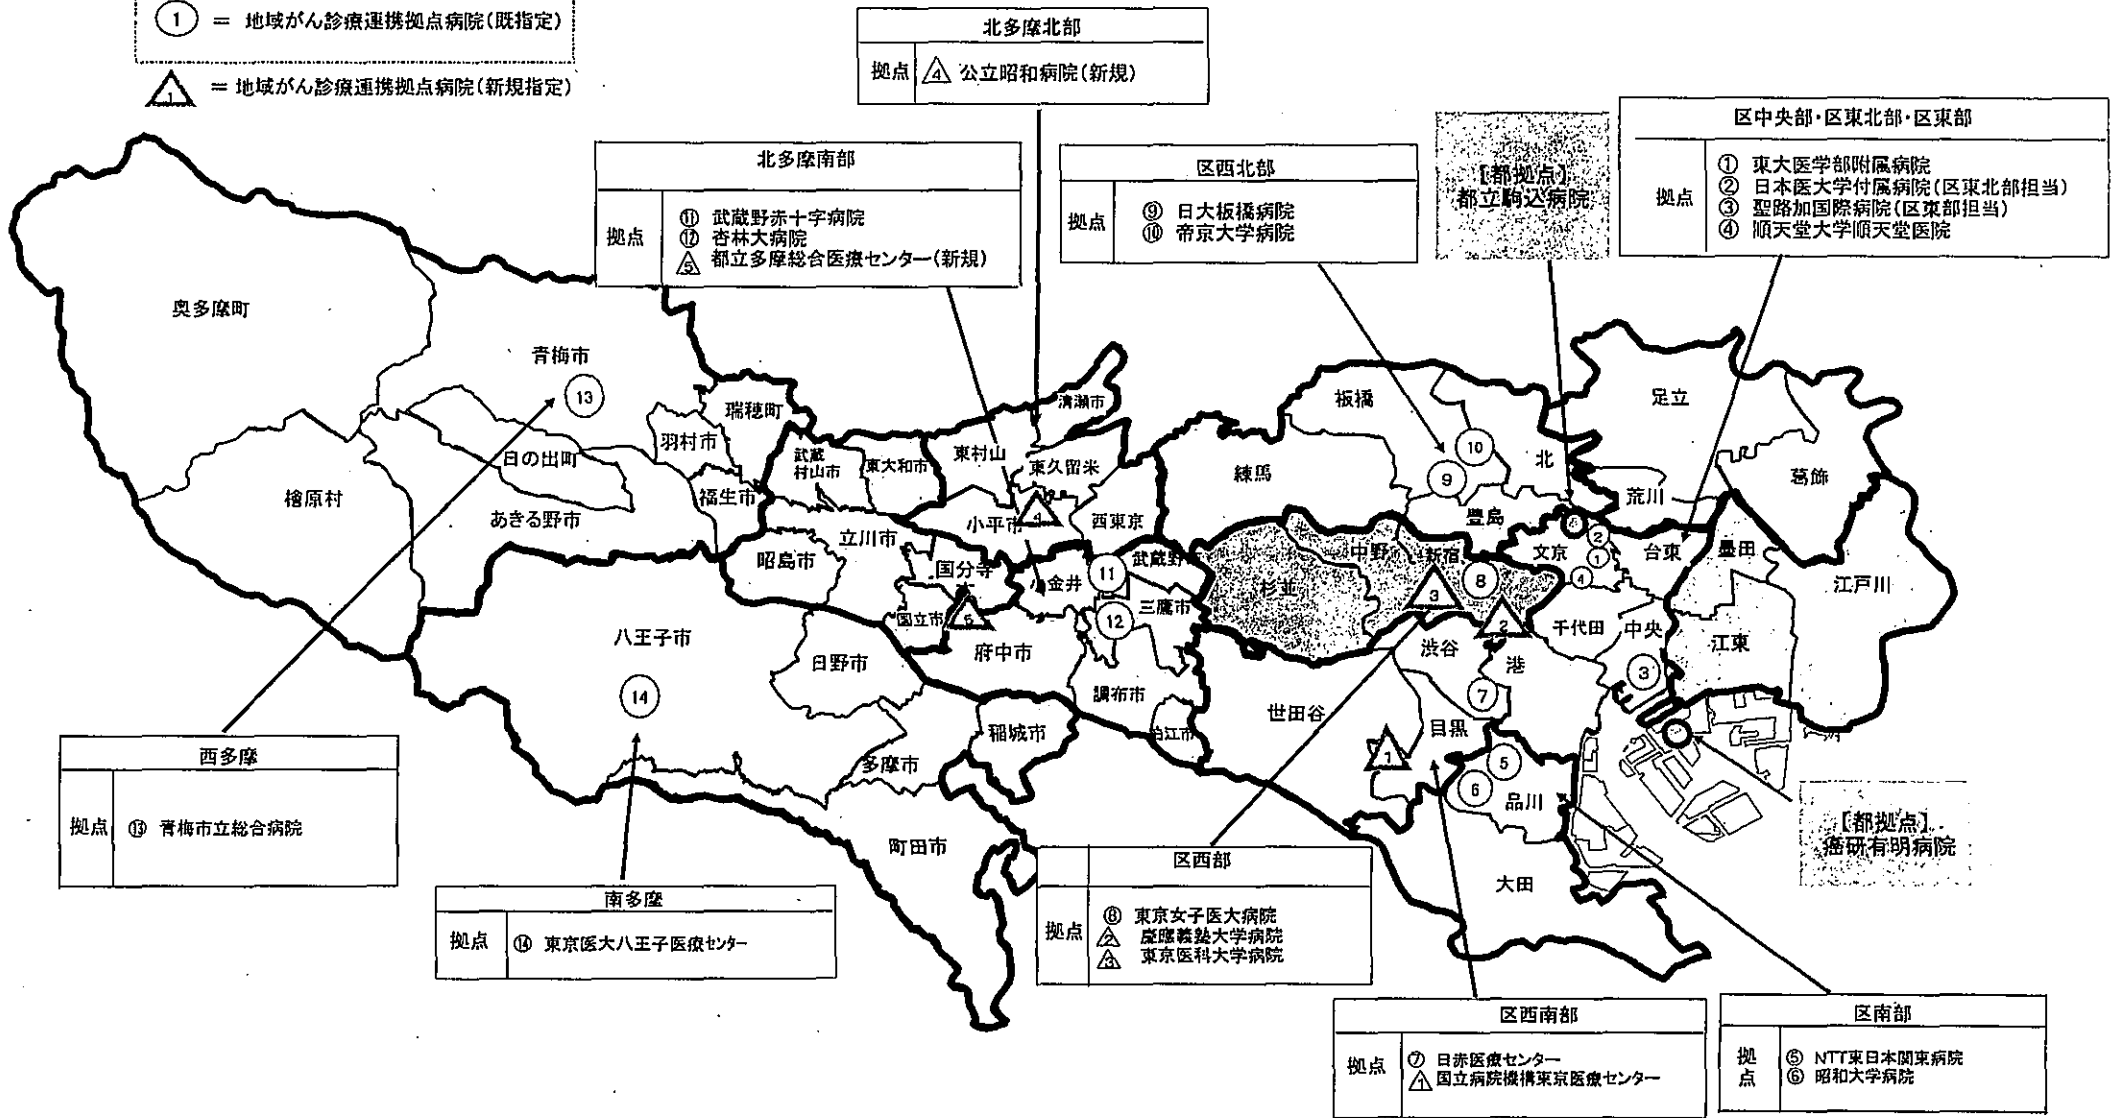 ① = 地域がん診療連携拠点病院(既指定)
△1 = 地域がん診療連携拠点病院(新規指定)
北多摩北部
拠点 △4 公立昭和病院(新規)
北多摩南部
拠点
⑪ 武蔵野赤十字病院
⑫ 杏林大病院
△5 都立多摩総合医療センター(新規)
区西北部
拠点
⑨ 日大板橋病院
⑩ 帝京大学病院
【都拠点】
都立駒込病院
区中央部・区東北部・区東部
拠点
① 東大医学部附属病院
② 日本医大学付属病院(区東北部担当)
③ 聖路加国際病院(区東部担当)
④ 順天堂大学順天堂医院
奥多摩町
青梅市
⑬
檜原村
日の出町
あきる野市
羽村市
瑞穂町
福生市
武蔵
村山市
東大和市
東村山
清瀬市
東久留米
小平市
△4
西東京
昭島市
立川市
国分寺
国立市
△5
小金井
⑪
武蔵野
三鷹市
⑫
府中市
調布市
狛江市
八王子市
⑭
日野市
多摩市
稲城市
町田市
練馬
板橋
⑩
⑨
北
豊島
足立
荒川
葛飾
杉並
中野
新宿
△3
⑧
△2
文京
②
①
④
台東
墨田
江戸川
千代田
中央
③
江東
渋谷
⑦
港
世田谷
目黒
△1
⑤
⑥
品川
大田
西多摩
拠点 ⑬ 青梅市立総合病院
南多摩
拠点 ⑭ 東京医大八王子医療センター
区西部
拠点
⑧ 東京女子医大病院
△2 慶應義塾大学病院
△3 東京医科大学病院
【都拠点】
癌研有明病院
区西南部
拠点
⑦ 日赤医療センター
△1 国立病院機構東京医療センター
区南部
拠点
⑤ NTT東日本関東病院
⑥ 昭和大学病院